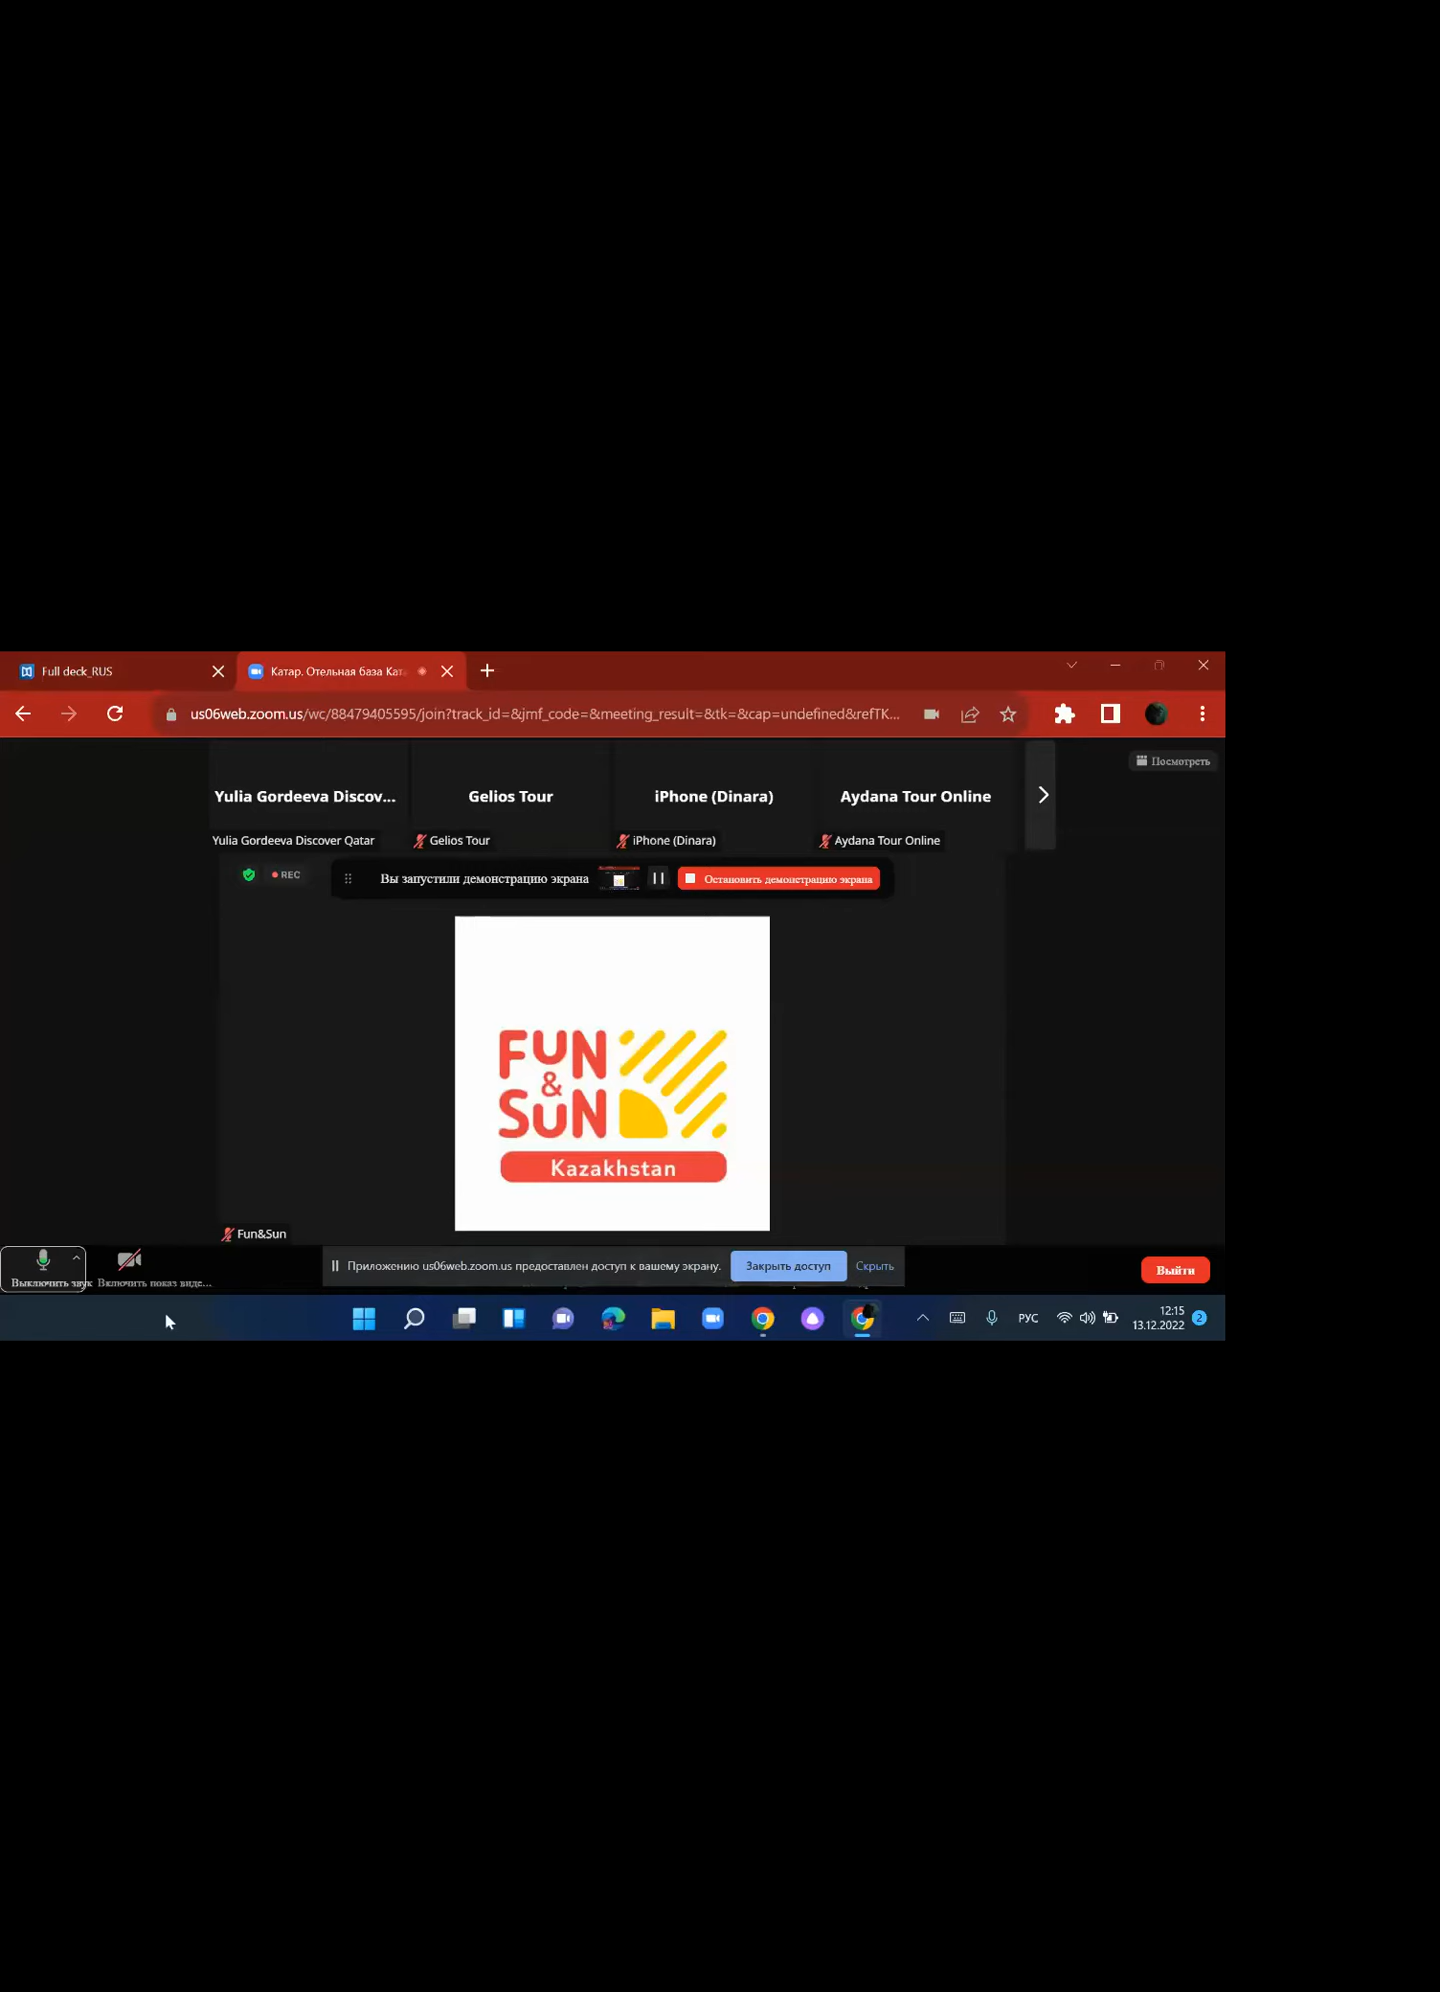 Full deck_RUS
Катар. Отельная база Ката
us06web.zoom.us/wc/88479405595/join?track_id=&jmf_code=&meeting_result=&tk=&cap=undefined&refTK...
Посмотреть
Yulia Gordeeva Discov...
Gelios Tour
iPhone (Dinara)
Aydana Tour Online
Yulia Gordeeva Discover Qatar
Gelios Tour
iPhone (Dinara)
Aydana Tour Online
REC
Вы запустили демонстрацию экрана
Остановить демонстрацию экрана
FUN
&
SUN
Kazakhstan
Fun&Sun
Выключить звук
Включить показ виде...
Приложению us06web.zoom.us предоставлен доступ к вашему экрану.
Закрыть доступ
Скрыть
Выйти
РУС
12:15
13.12.2022
2